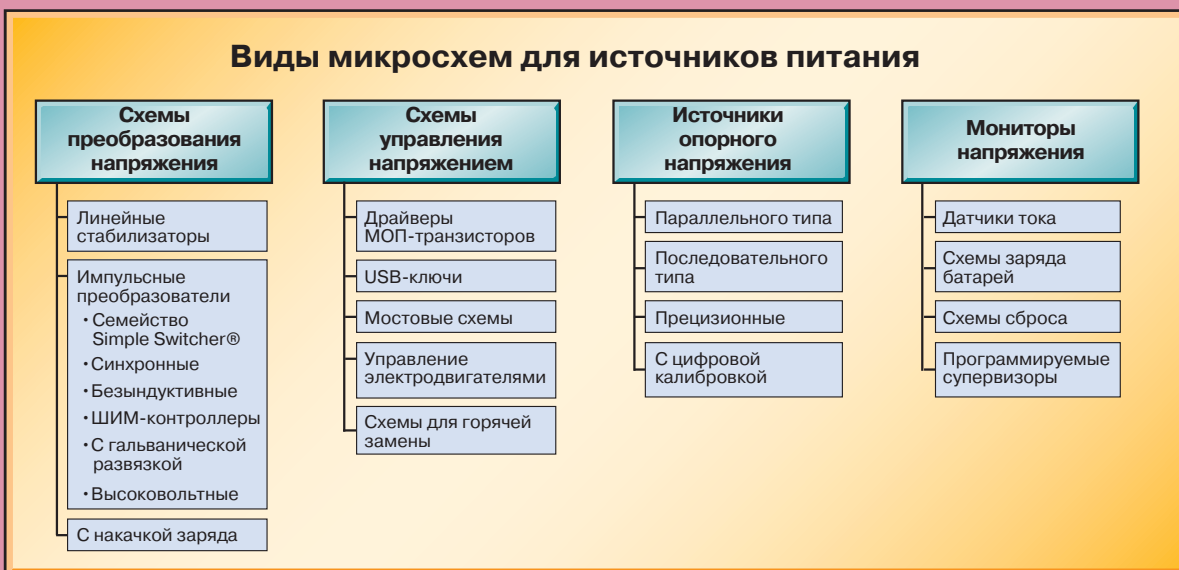 Виды микросхем для источников питания
Схемы
преобразования
напряжения
Линейные
стабилизаторы
Импульсные
преобразователи
• Семейство
Simple Switcher®
• Синхронные
• Безындуктивные
• ШИМ-контроллеры
• С гальванической
развязкой
• Высоковольтные
С накачкой заряда
Схемы
управления
напряжением
Драйверы
МОП-транзисторов
USB-ключи
Мостовые схемы
Управление
электродвигателями
Схемы для горячей
замены
Источники
опорного
напряжения
Параллельного типа
Последовательного
типа
Прецизионные
С цифровой
калибровкой
Мониторы
напряжения
Датчики тока
Схемы заряда
батарей
Схемы сброса
Программируемые
супервизоры